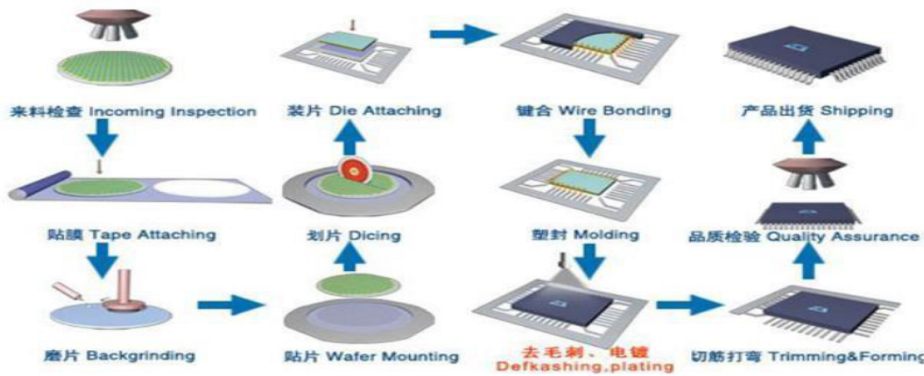 来料检查 Incoming Inspection
装片 Die Attaching
键合 Wire Bonding
产品出货 Shipping
贴膜 Tape Attaching
划片 Dicing
塑封 Molding
品质检验 Quality Assurance
磨片 Backgrinding
贴片 Wafer Mounting
去毛刺、电镀
Defkashing,plating
切筋打弯 Trimming&Forming